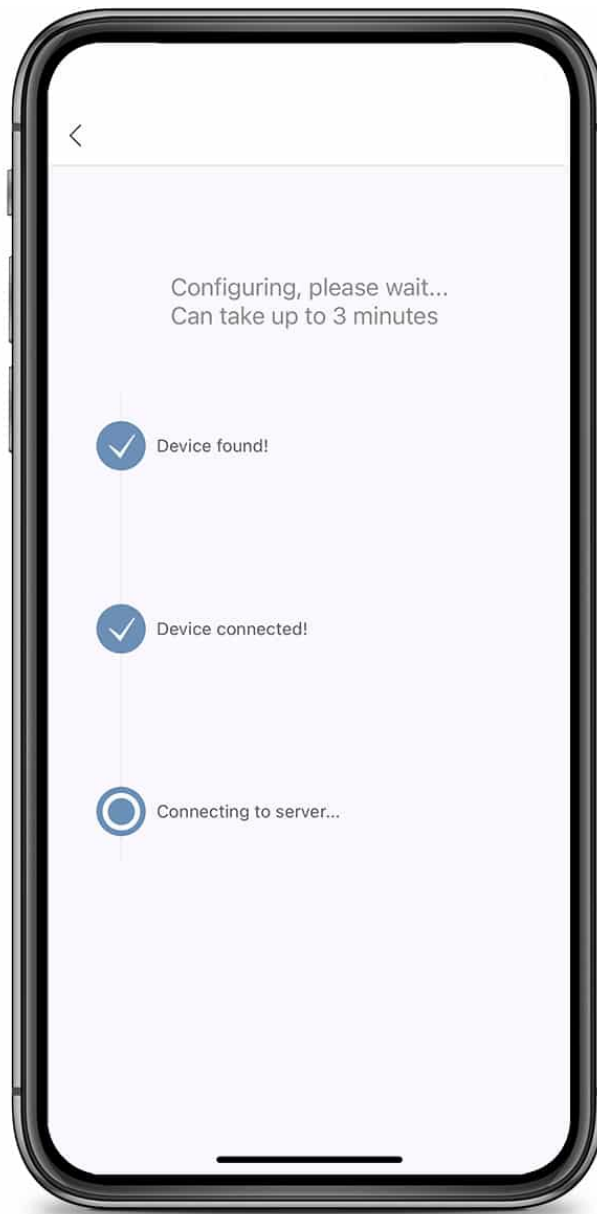 Configuring, please wait...
Can take up to 3 minutes
Device found!
Device connected!
Connecting to server...